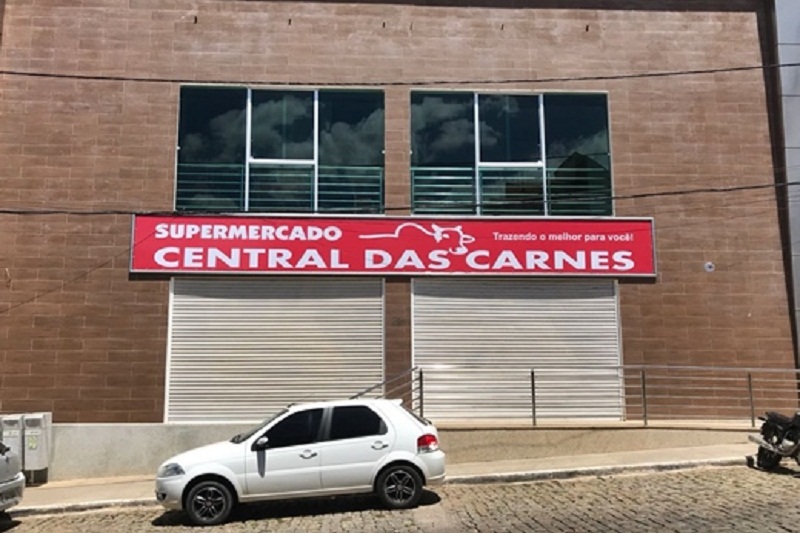 SUPERMERCADO
Trazendo o melhor para você!
CENTRAL DAS CARNES